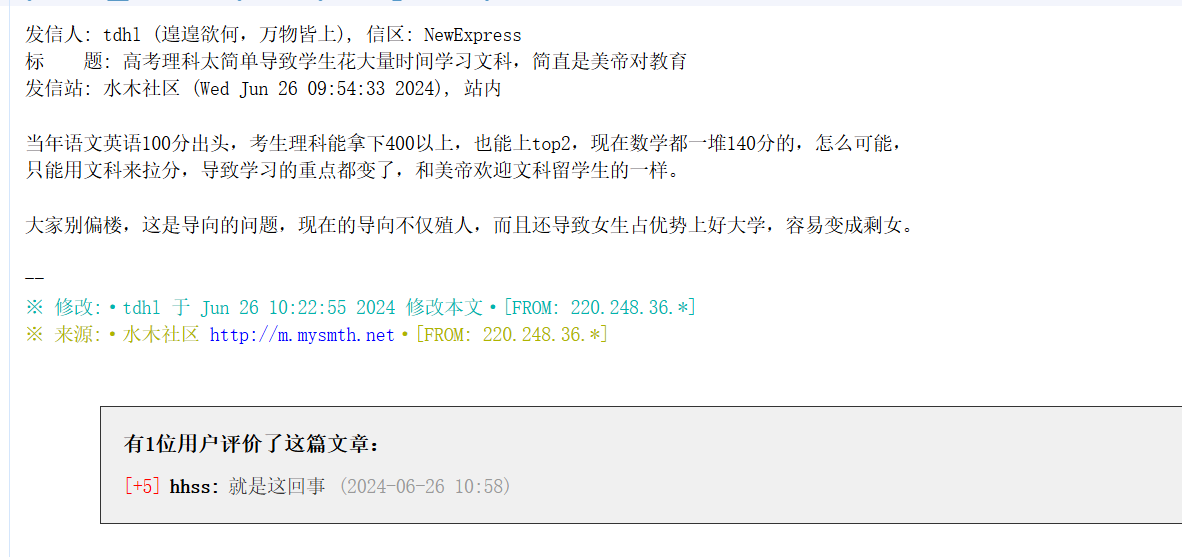 发信人: tdhl (遑遑欲何，万物皆上), 信区: NewExpress
标    题: 高考理科太简单导致学生花大量时间学习文科，简直是美帝对教育
发信站: 水木社区 (Wed Jun 26 09:54:33 2024), 站内
当年语文英语100分出头，考生理科能拿下400以上，也能上top2，现在数学都一堆140分的，怎么可能，
只能用文科来拉分，导致学习的重点都变了，和美帝欢迎文科留学生的一样。
大家别偏楼，这是导向的问题，现在的导向不仅殖人，而且还导致女生占优势上好大学，容易变成剩女。
--
※ 修改:·tdhl 于 Jun 26 10:22:55 2024 修改本文·[FROM: 220.248.36.*]
※ 来源:·水木社区 http://m.mysmth.net·[FROM: 220.248.36.*]
有1位用户评价了这篇文章：
[+5] hhss: 就是这回事 (2024-06-26 10:58)